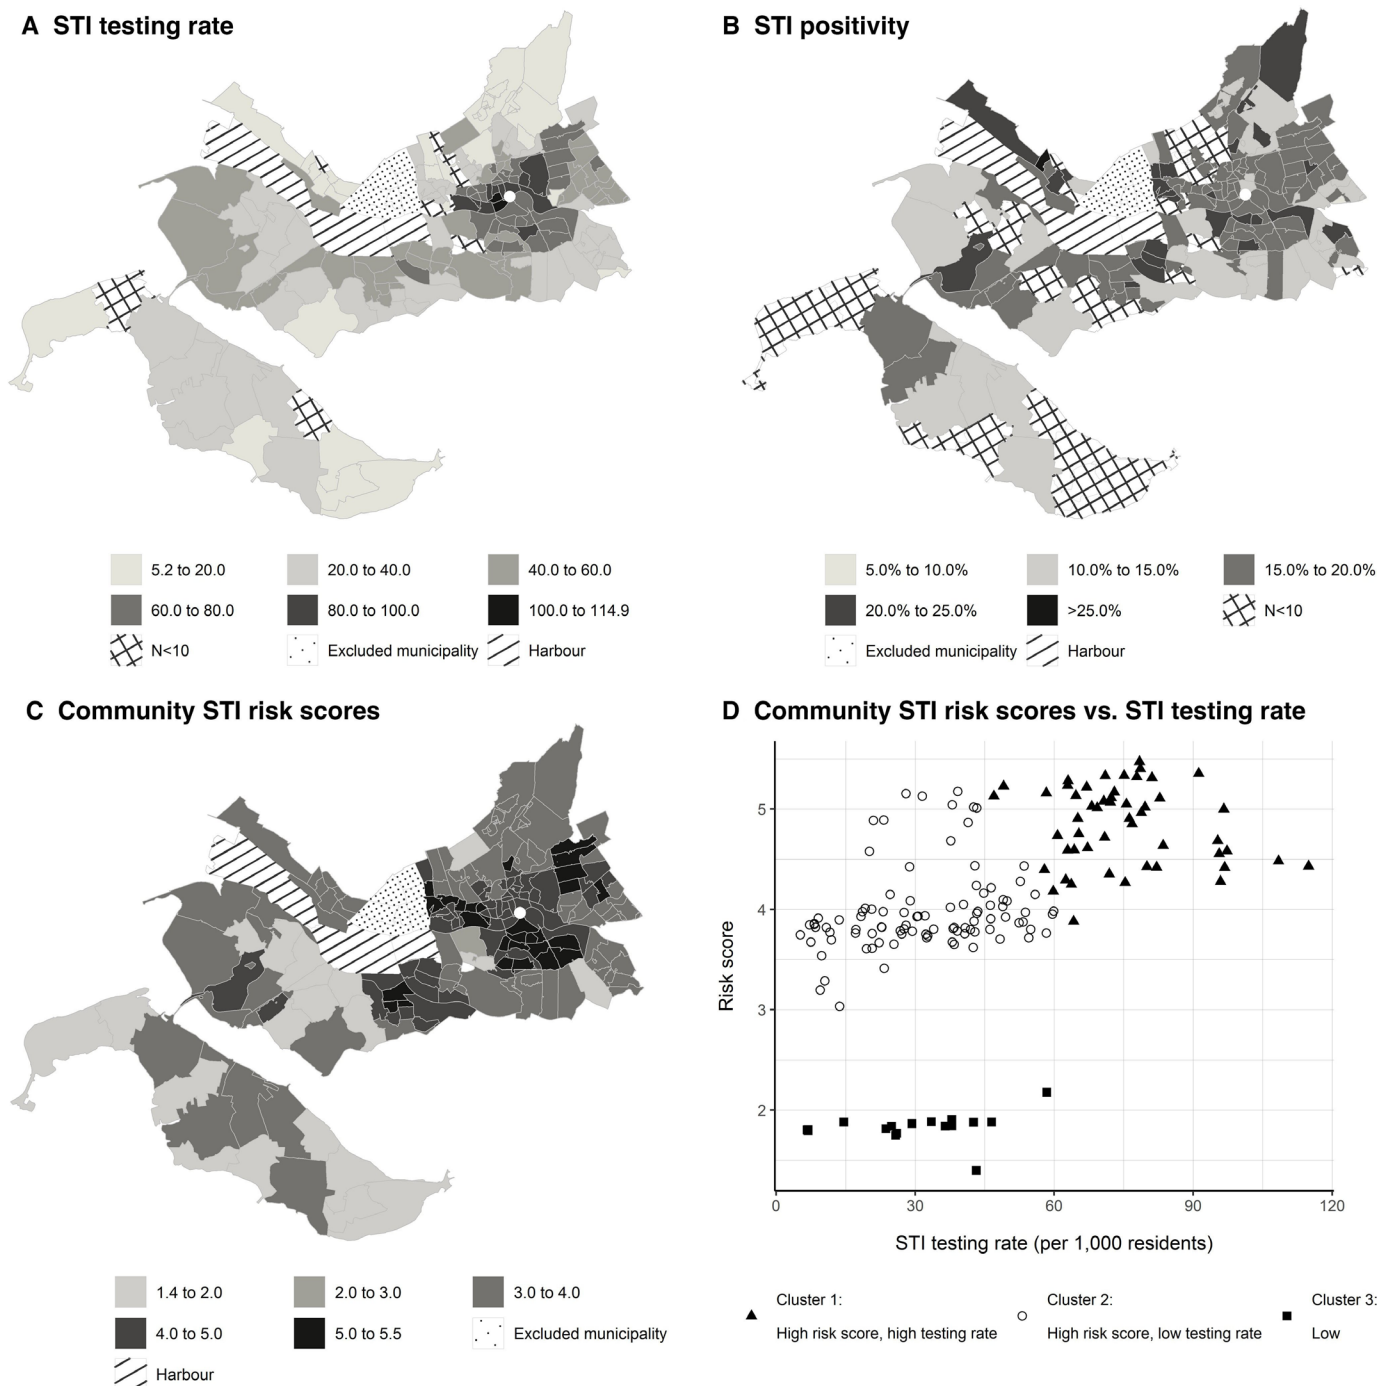 A STI testing rate
B STI positivity
5.2 to 20.0
20.0 to 40.0
40.0 to 60.0
60.0 to 80.0
80.0 to 100.0
100.0 to 114.9
N<10
Excluded municipality
Harbour
5.0% to 10.0%
10.0% to 15.0%
15.0% to 20.0%
20.0% to 25.0%
>25.0%
N<10
Excluded municipality
Harbour
C Community STI risk scores
1.4 to 2.0
2.0 to 3.0
3.0 to 4.0
4.0 to 5.0
5.0 to 5.5
Excluded municipality
Harbour
D Community STI risk scores vs. STI testing rate
Risk score
5
4
3
2
0
30
60
90
120
STI testing rate (per 1,000 residents)
Cluster 1:
High risk score, high testing rate
Cluster 2:
High risk score, low testing rate
Cluster 3:
Low